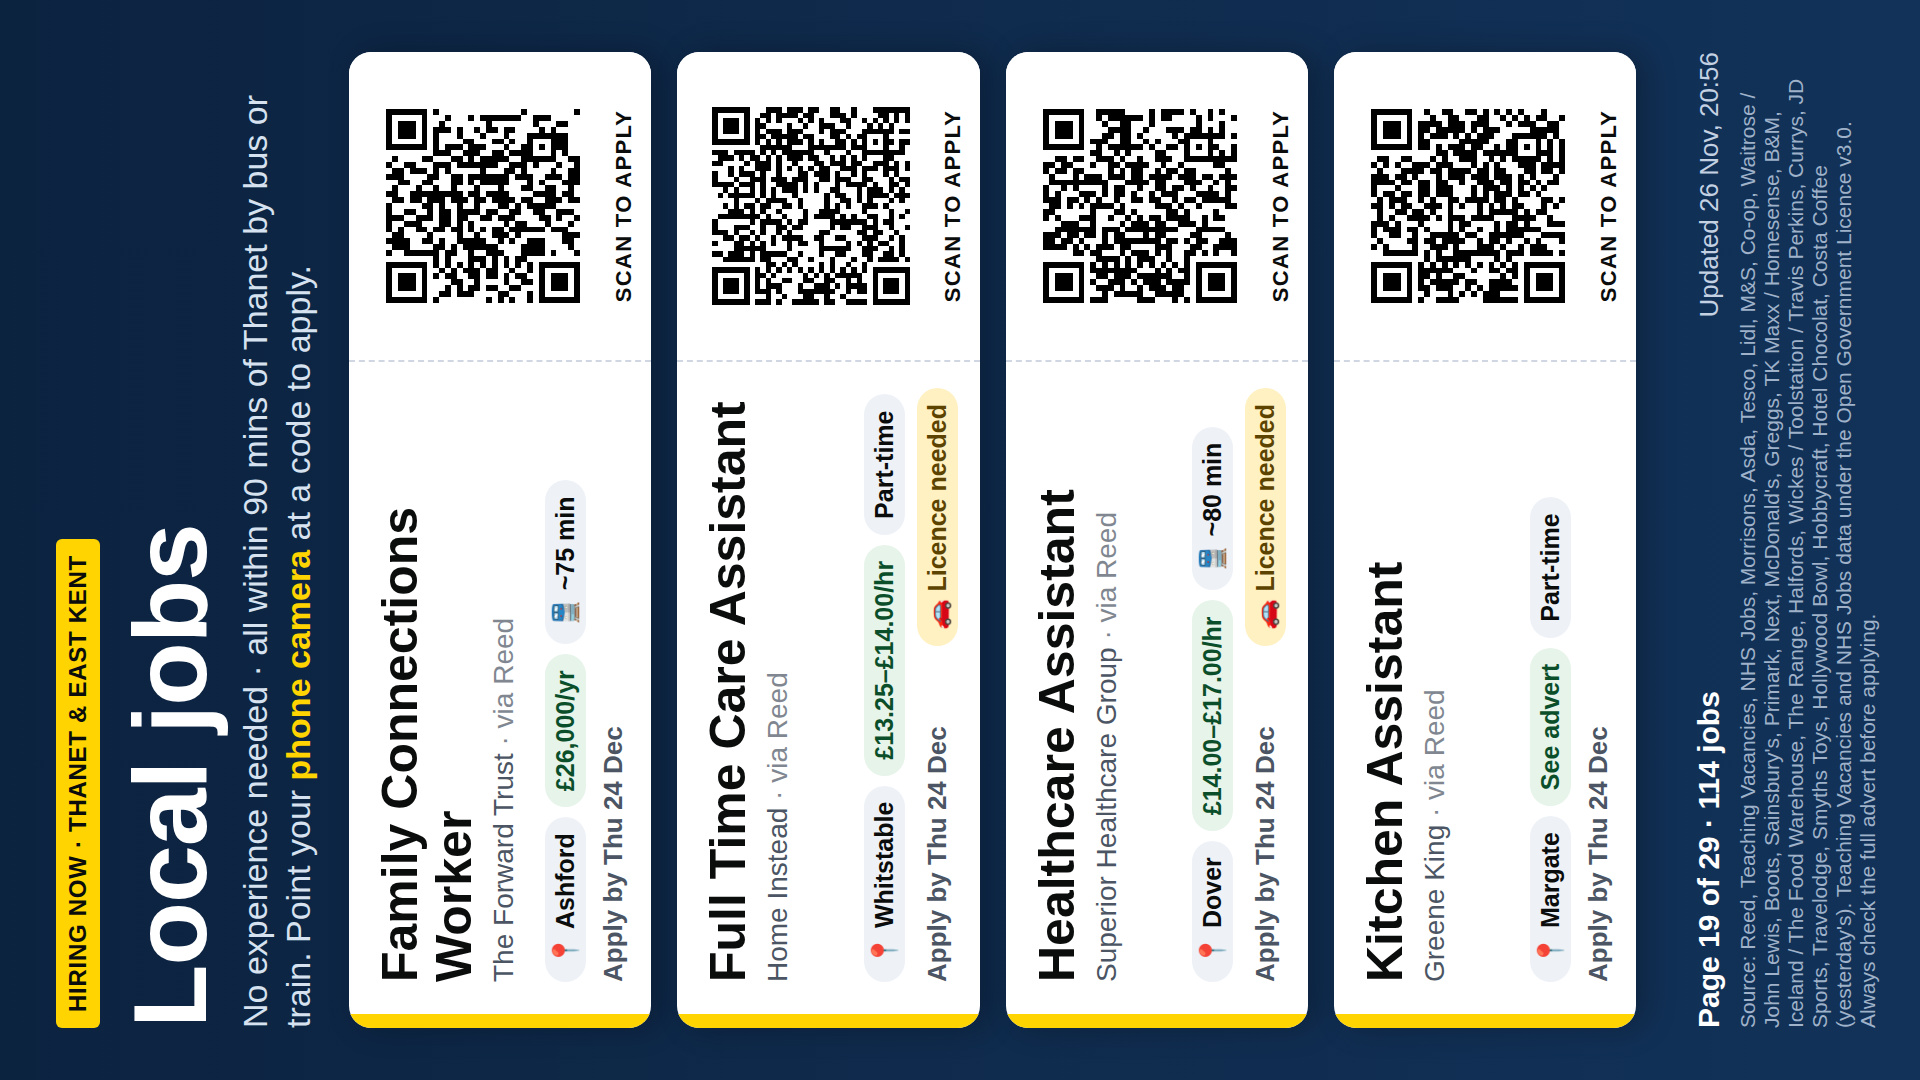 HIRING NOW · THANET & EAST KENT
Local jobs
No experience needed · all within 90 mins of Thanet by bus or
train. Point your phone camera at a code to apply.
Family Connections
Worker
The Forward Trust · via Reed
📍 Ashford
£26,000/yr
🚆 ~75 min
Apply by Thu 24 Dec
SCAN TO APPLY
Full Time Care Assistant
Home Instead · via Reed
📍 Whitstable
£13.25–£14.00/hr
Part-time
Apply by Thu 24 Dec
🚗 Licence needed
SCAN TO APPLY
Healthcare Assistant
Superior Healthcare Group · via Reed
📍 Dover
£14.00–£17.00/hr
🚆 ~80 min
Apply by Thu 24 Dec
🚗 Licence needed
SCAN TO APPLY
Kitchen Assistant
Greene King · via Reed
📍 Margate
See advert
Part-time
Apply by Thu 24 Dec
SCAN TO APPLY
Page 19 of 29 · 114 jobs
Updated 26 Nov, 20:56
Source: Reed, Teaching Vacancies, NHS Jobs, Morrisons, Asda, Tesco, Lidl, M&S, Co-op, Waitrose /
John Lewis, Boots, Sainsbury's, Primark, Next, McDonald's, Greggs, TK Maxx / Homesense, B&M,
Iceland / The Food Warehouse, The Range, Halfords, Wickes / Toolstation / Travis Perkins, Currys, JD
Sports, Travelodge, Smyths Toys, Hollywood Bowl, Hobbycraft, Hotel Chocolat, Costa Coffee
(yesterday's). Teaching Vacancies and NHS Jobs data under the Open Government Licence v3.0.
Always check the full advert before applying.